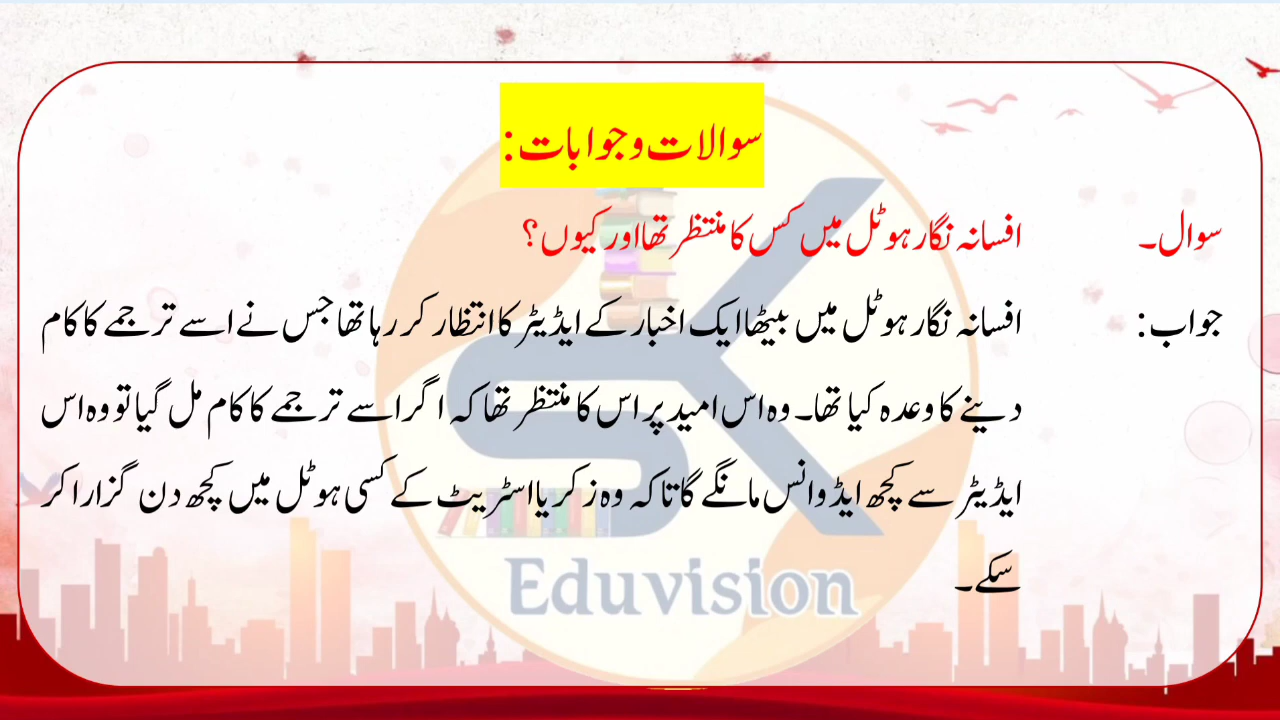 سوالات و جوابات:
سوال۔ افسانہ نگار ہوٹل میں کس کا منتظر تھا اور کیوں؟
جواب: افسانہ نگار ہوٹل میں بیٹھا ایک اخبار کے ایڈیٹر کا انتظار کر رہا تھا جس نے اسے ترجمے کا کام
دینے کا وعدہ کیا تھا۔ وہ اس امید پر اس کا منتظر تھا کہ اگر اسے ترجمے کا کام مل گیا تو وہ اس
ایڈیٹر سے کچھ ایڈوانس مانگے گا تاکہ وہ زکریا اسٹریٹ کے کسی ہوٹل میں کچھ دن گزارا کر
سکے۔
SK
Eduvision